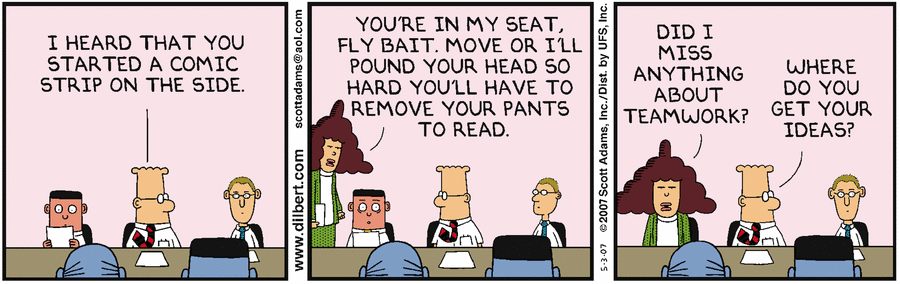 I HEARD THAT YOU
STARTED A COMIC
STRIP ON THE SIDE.
www.dilbert.com
scottadams@aol.com
YOU'RE IN MY SEAT,
FLY BAIT. MOVE OR I'LL
POUND YOUR HEAD SO
HARD YOU'LL HAVE TO
REMOVE YOUR PANTS
TO READ.
5-3-07
©2007 Scott Adams, Inc./Dist. by UFS, Inc.
DID I
MISS
ANYTHING
ABOUT
TEAMWORK?
WHERE
DO YOU
GET YOUR
IDEAS?